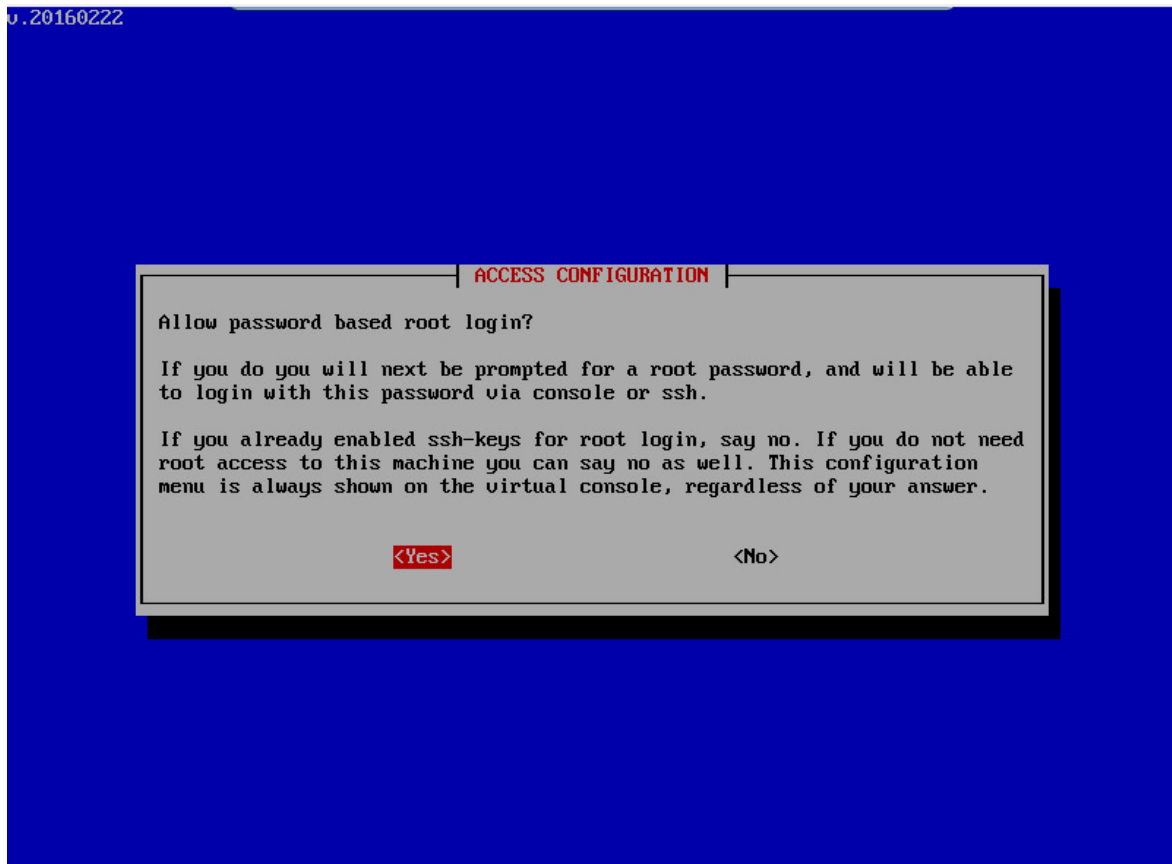 v.20160222
ACCESS CONFIGURATION
Allow password based root login?
If you do you will next be prompted for a root password, and will be able
to login with this password via console or ssh.
If you already enabled ssh-keys for root login, say no. If you do not need
root access to this machine you can say no as well. This configuration
menu is always shown on the virtual console, regardless of your answer.
<Yes> <No>